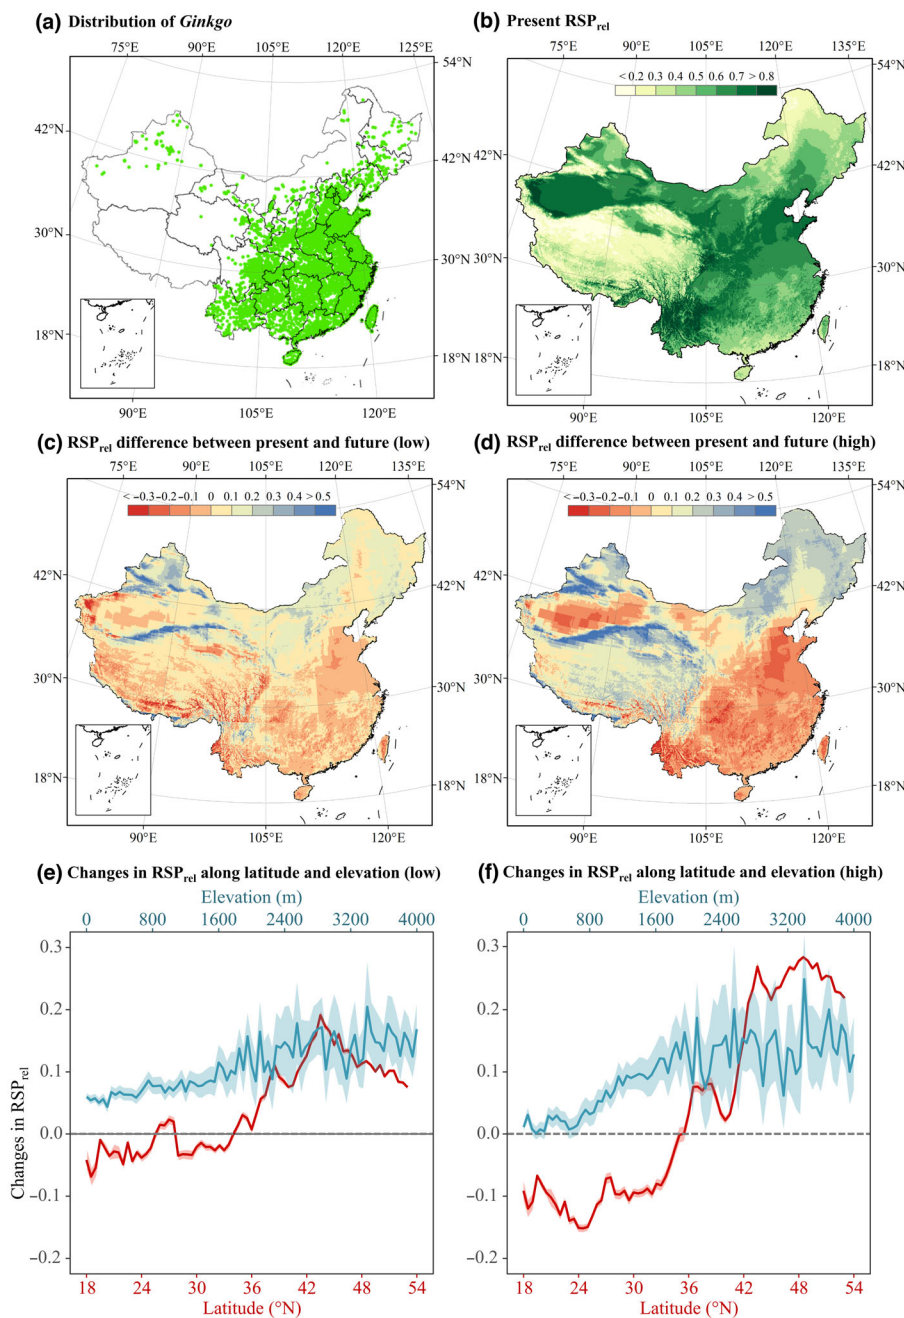 (a) Distribution of Ginkgo
75°E 90°E 105°E 125°E
54°N
42°N
42°N
30°N
30°N
18°N
18°N
90°E 105°E 120°E
(b) Present RSPrel
75°E 90°E 105°E 120°E 135°E
54°N
< 0.2 0.3 0.4 0.5 0.6 0.7 > 0.8
42°N
42°N
30°N
30°N
18°N
18°N
90°E 105°E 120°E
(c) RSPrel difference between present and future (low)
75°E 90°E 105°E 120°E 135°E
54°N
< −0.3 −0.2 −0.1 0 0.1 0.2 0.3 0.4 > 0.5
42°N
42°N
30°N
30°N
18°N
18°N
90°E 105°E 120°E
(d) RSPrel difference between present and future (high)
75°E 90°E 105°E 120°E 135°E
54°N
< −0.3 −0.2 −0.1 0 0.1 0.2 0.3 0.4 > 0.5
42°N
42°N
30°N
30°N
18°N
18°N
90°E 105°E 120°E
(e) Changes in RSPrel along latitude and elevation (low)
Elevation (m)
0 800 1600 2400 3200 4000
Changes in RSPrel
0.3
0.2
0.1
0.0
−0.1
−0.2
18 24 30 36 42 48 54
Latitude (°N)
(f) Changes in RSPrel along latitude and elevation (high)
Elevation (m)
0 800 1600 2400 3200 4000
0.3
0.2
0.1
0.0
−0.1
−0.2
18 24 30 36 42 48 54
Latitude (°N)